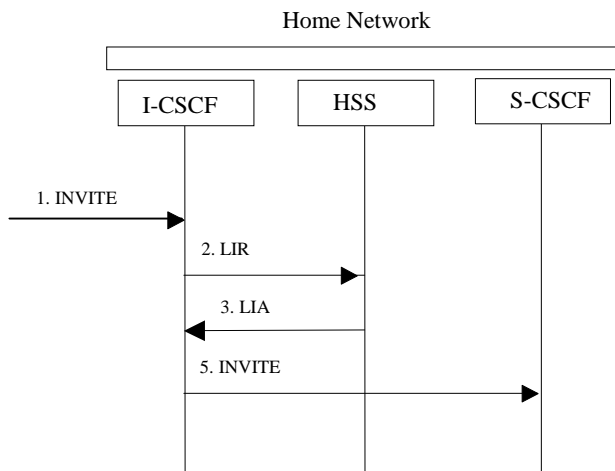 Home Network
I-CSCF
HSS
S-CSCF
1. INVITE
2. LIR
3. LIA
5. INVITE